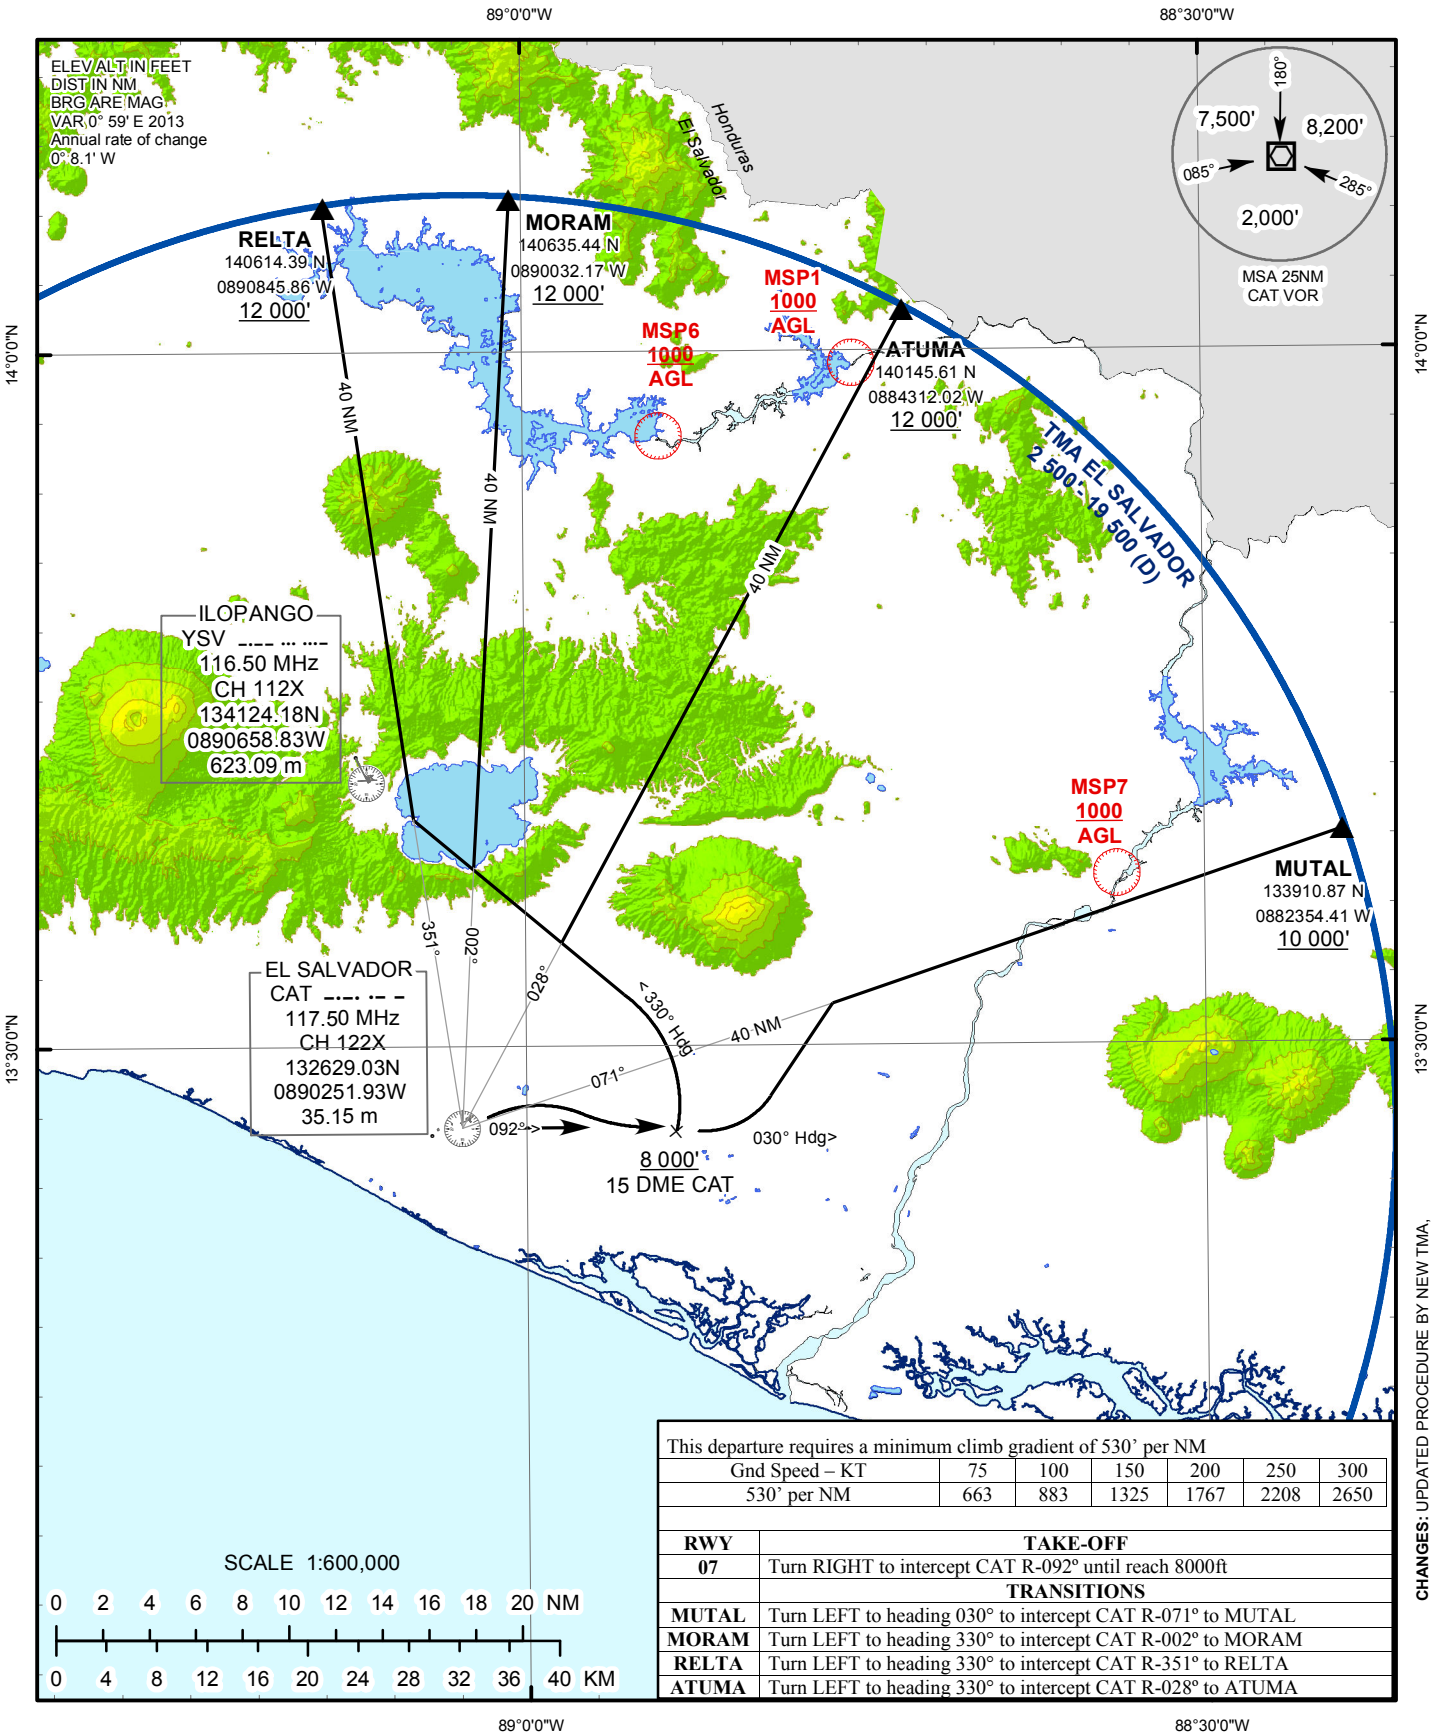 89°0'0"W
88°30'0"W
ELEV ALT IN FEET
DIST IN NM
BRG ARE MAG
VAR 0° 59' E 2013
Annual rate of change
0° 8.1' W
Honduras
El Salvador
180°
7,500'
8,200'
085°
285°
2,000'
MSA 25NM
CAT VOR
RELTA
140614.39 N
0890845.86 W
12 000'
MORAM
140635.44 N
0890032.17 W
12 000'
MSP1
1000
AGL
MSP6
1000
AGL
ATUMA
140145.61 N
0884312.02 W
12 000'
14°0'0"N
14°0'0"N
40 NM
40 NM
40 NM
TMA EL SALVADOR
2 500'- 19 500 (D)
ILOPANGO
YSV -.-- ... ...-
116.50 MHz
CH 112X
134124.18N
0890658.83W
623.09 m
MSP7
1000
AGL
MUTAL
133910.87 N
0882354.41 W
10 000'
351°
002°
028°
< 330° Hdg
EL SALVADOR
CAT -.-. .- -
117.50 MHz
CH 122X
132629.03N
0890251.93W
35.15 m
13°30'0"N
13°30'0"N
40 NM
071°
092° >
030° Hdg>
8 000'
15 DME CAT
This departure requires a minimum climb gradient of 530’ per NM
Gnd Speed – KT 75 100 150 200 250 300
530’ per NM 663 883 1325 1767 2208 2650
RWY TAKE-OFF
07 Turn RIGHT to intercept CAT R-092º until reach 8000ft
TRANSITIONS
MUTAL Turn LEFT to heading 030° to intercept CAT R-071º to MUTAL
MORAM Turn LEFT to heading 330° to intercept CAT R-002º to MORAM
RELTA Turn LEFT to heading 330° to intercept CAT R-351º to RELTA
ATUMA Turn LEFT to heading 330° to intercept CAT R-028º to ATUMA
SCALE 1:600,000
0 2 4 6 8 10 12 14 16 18 20 NM
0 4 8 12 16 20 24 28 32 36 40 KM
CHANGES: UPDATED PROCEDURE BY NEW TMA,
89°0'0"W
88°30'0"W